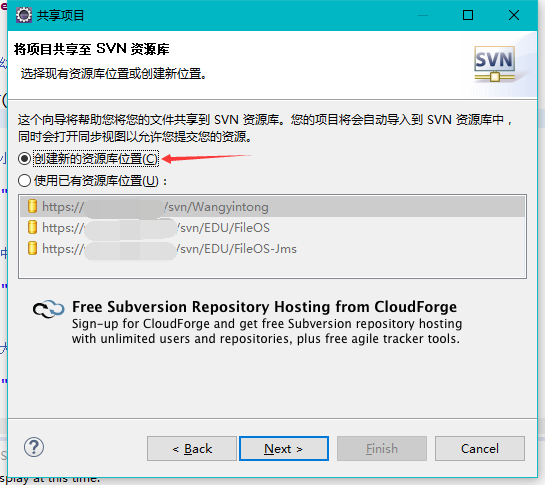 共享项目
将项目共享至 SVN 资源库
选择现有资源库位置或创建新位置。
SVN
这个向导将帮助您将您的文件共享到 SVN 资源库。您的项目将会自动导入到 SVN 资源库中，
同时会打开同步视图以允许您提交您的资源。
创建新的资源库位置(C)
使用已有资源库位置(U)：
https:// /svn/Wangyintong
https:// /svn/EDU/FileOS
https:// /svn/EDU/FileOS-Jms
Free Subversion Repository Hosting from CloudForge
Sign-up for CloudForge and get free Subversion repository hosting
with unlimited users and repositories, plus free agile tracker tools.
< Back
Next >
Finish
Cancel
splay at this time.